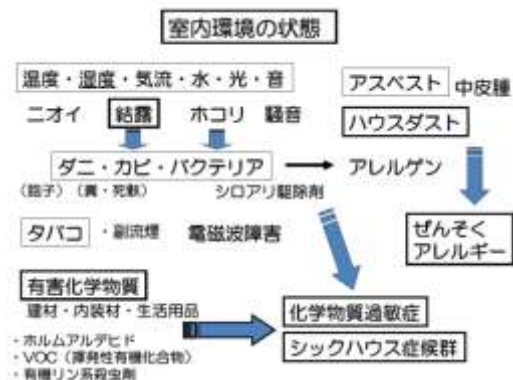 室内環境の状態
温度・湿度・気流・水・光・音
アスベスト 中皮腫
ニオイ 結露 ホコリ 騒音
ハウスダスト
ダニ・カビ・バクテリア
アレルゲン
(胞子) (糞・死骸) シロアリ駆除剤
タバコ ・副流煙 電磁波障害
ぜんそく
アレルギー
有害化学物質
建材・内装材・生活用品
化学物質過敏症
シックハウス症候群
・ホルムアルデヒド
・VOC(揮発性有機化合物)
・有機リン系殺虫剤